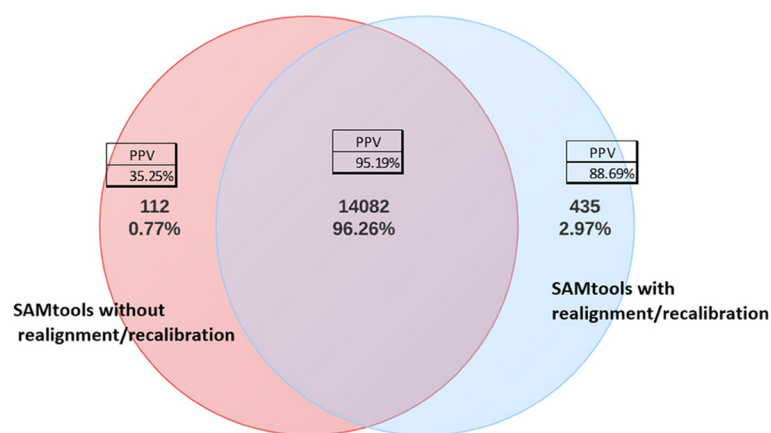 PPV
35.25%
112
0.77%
PPV
95.19%
14082
96.26%
PPV
88.69%
435
2.97%
SAMtools without
realignment/recalibration
SAMtools with
realignment/recalibration